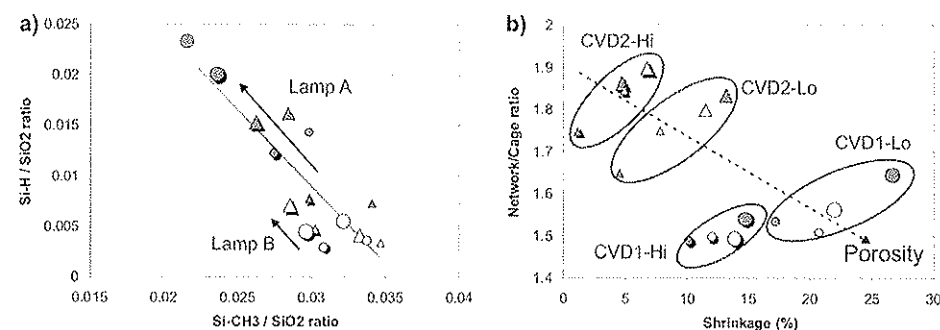 a)
0.025
0.02
0.015
0.01
0.005
0
Si-H / SiO2 ratio
Lamp A
Lamp B
0.015
0.02
0.025
0.03
0.035
0.04
Si-CH3 / SiO2 ratio
b)
2
1.9
1.8
1.7
1.6
1.5
1.4
Network/Cage ratio
CVD2-Hi
CVD2-Lo
CVD1-Lo
CVD1-Hi
Porosity
0
5
10
15
20
25
30
Shrinkage (%)